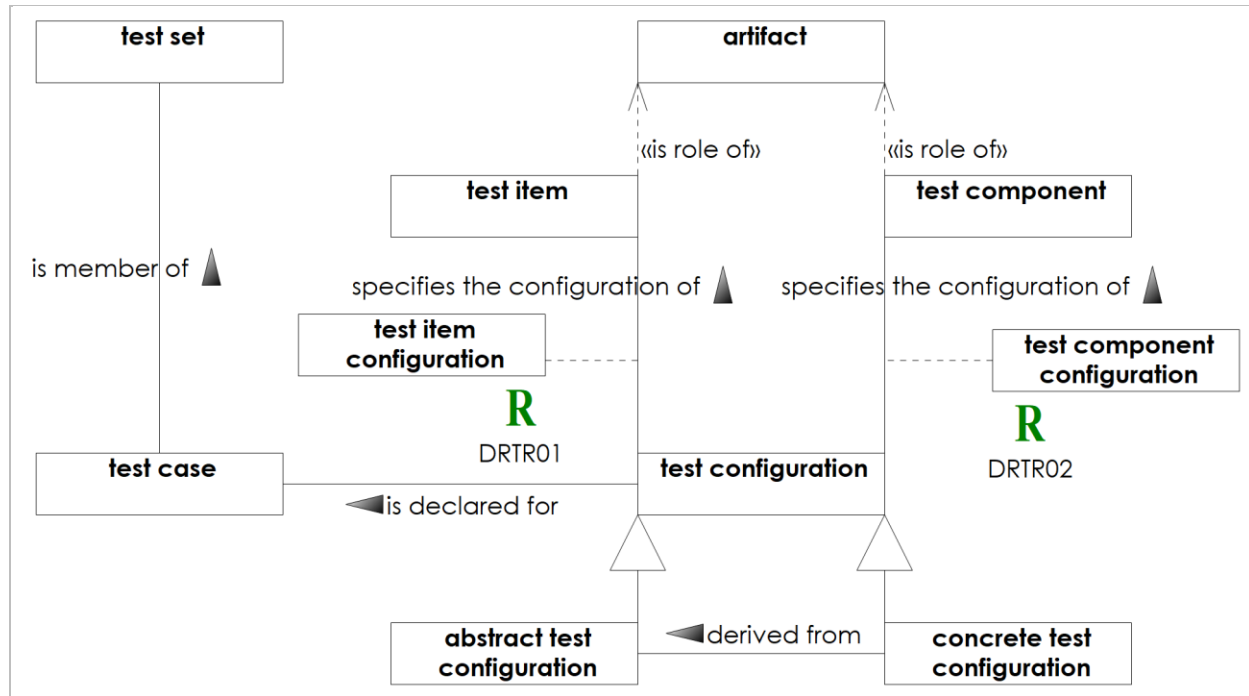 test set
artifact
«is role of»
«is role of»
test item
test component
is member of
specifies the configuration of
specifies the configuration of
test item
configuration
test component
configuration
R
DRTR01
R
DRTR02
test case
test configuration
is declared for
abstract test
configuration
derived from
concrete test
configuration